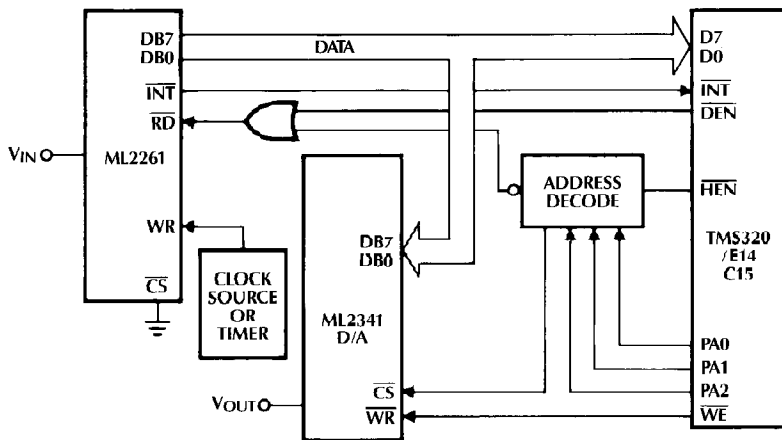 DB7
DB0
INT
RD
ML2261
WR
CS
VIN
DATA
CLOCK
SOURCE
OR
TIMER
DB7
DB0
ML2341
D/A
CS
WR
VOUT
ADDRESS
DECODE
D7
D0
INT
DEN
HEN
TMS320
/E14
C15
PA0
PA1
PA2
WE